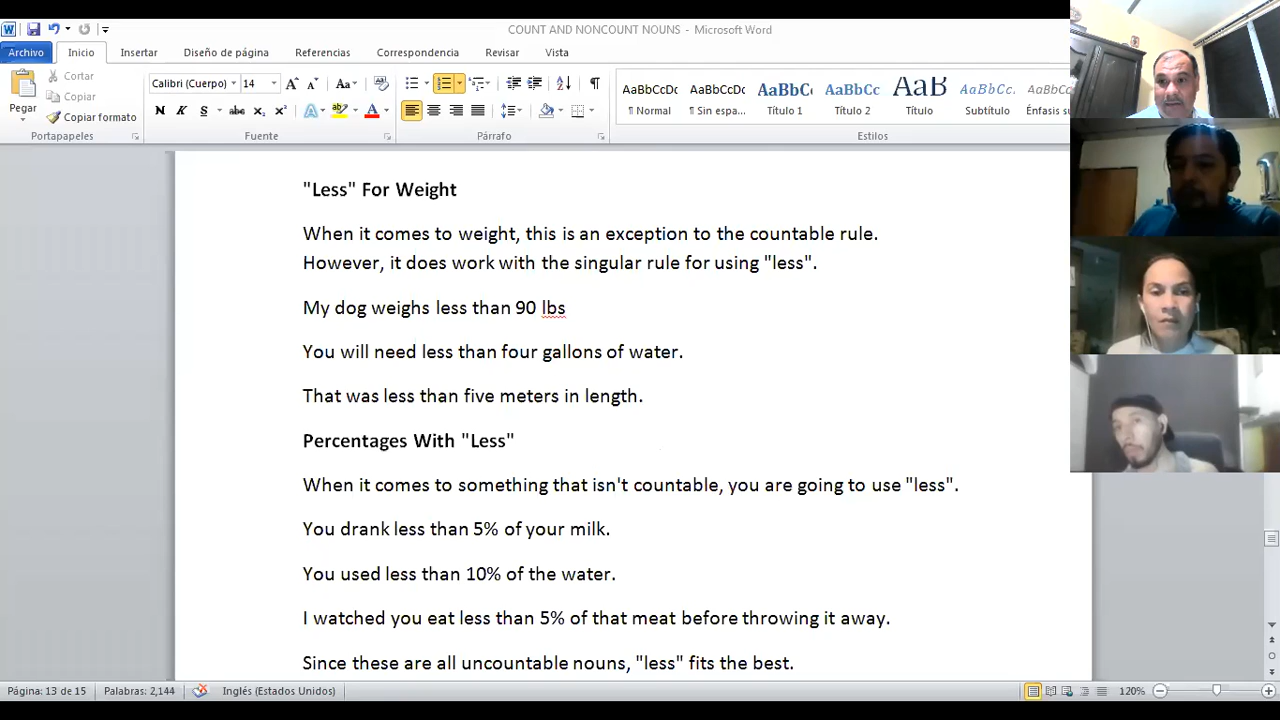 COUNT AND NONCOUNT NOUNS - Microsoft Word
Archivo Inicio Insertar Diseño de página Referencias Correspondencia Revisar Vista
Pegar
Cortar
Copiar
Copiar formato
Portapapeles
Calibri (Cuerpo) 14
Fuente
Párrafo
AaBbCcDc AaBbCcDc AaBbC AaBbCc AaB AaBbCc. AaBbCc
¶ Normal ¶ Sin espa... Título 1 Título 2 Título Subtítulo Énfasis su
Estilos
"Less" For Weight
When it comes to weight, this is an exception to the countable rule.
However, it does work with the singular rule for using "less".
My dog weighs less than 90 lbs
You will need less than four gallons of water.
That was less than five meters in length.
Percentages With "Less"
When it comes to something that isn't countable, you are going to use "less".
You drank less than 5% of your milk.
You used less than 10% of the water.
I watched you eat less than 5% of that meat before throwing it away.
Since these are all uncountable nouns, "less" fits the best.
Página: 13 de 15 Palabras: 2,144 Inglés (Estados Unidos) 120%